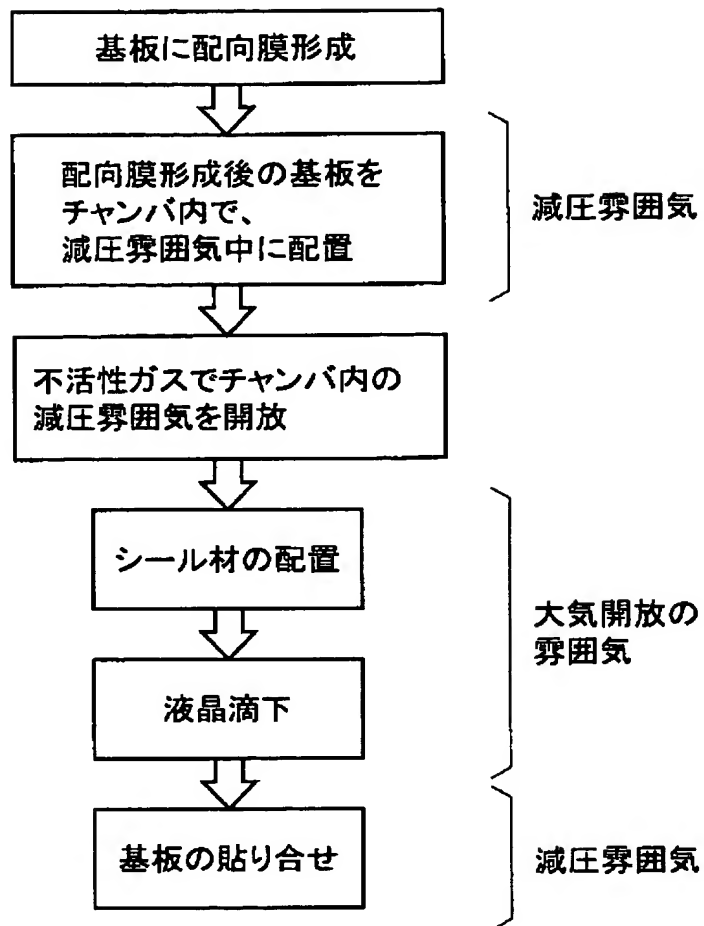 基板に配向膜形成
配向膜形成後の基板を
チャンバ内で、
減圧雰囲気中に配置
減圧雰囲気
不活性ガスでチャンバ内の
減圧雰囲気を開放
シール材の配置
大気開放の
雰囲気
液晶滴下
基板の貼り合せ
減圧雰囲気